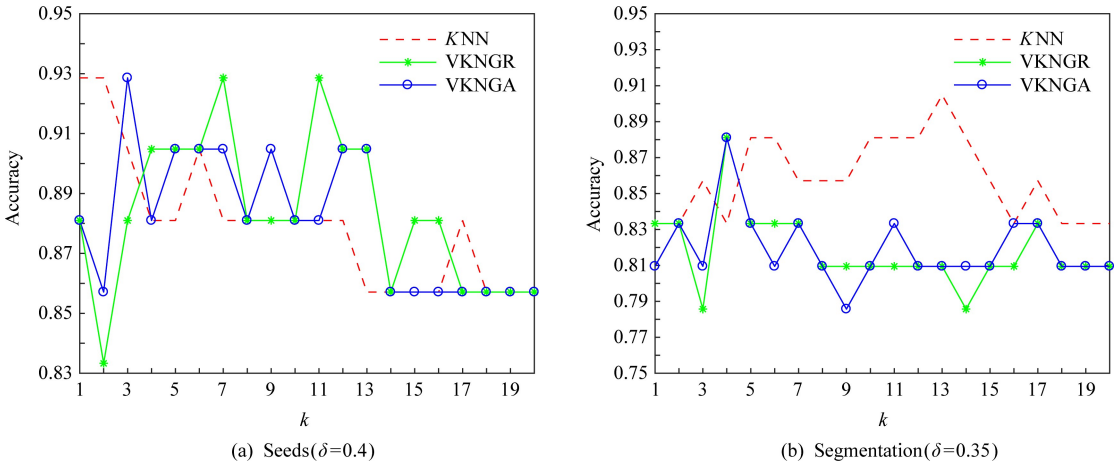 0.95
0.93
0.91
0.89
0.87
0.85
0.83
Accuracy
KNN
VKNGR
VKNGA
1 3 5 7 9 11 13 15 17 19
k
(a) Seeds(δ=0.4)
0.95
0.93
0.91
0.89
0.87
0.85
0.83
0.81
0.79
0.77
0.75
Accuracy
KNN
VKNGR
VKNGA
1 3 5 7 9 11 13 15 17 19
k
(b) Segmentation(δ=0.35)